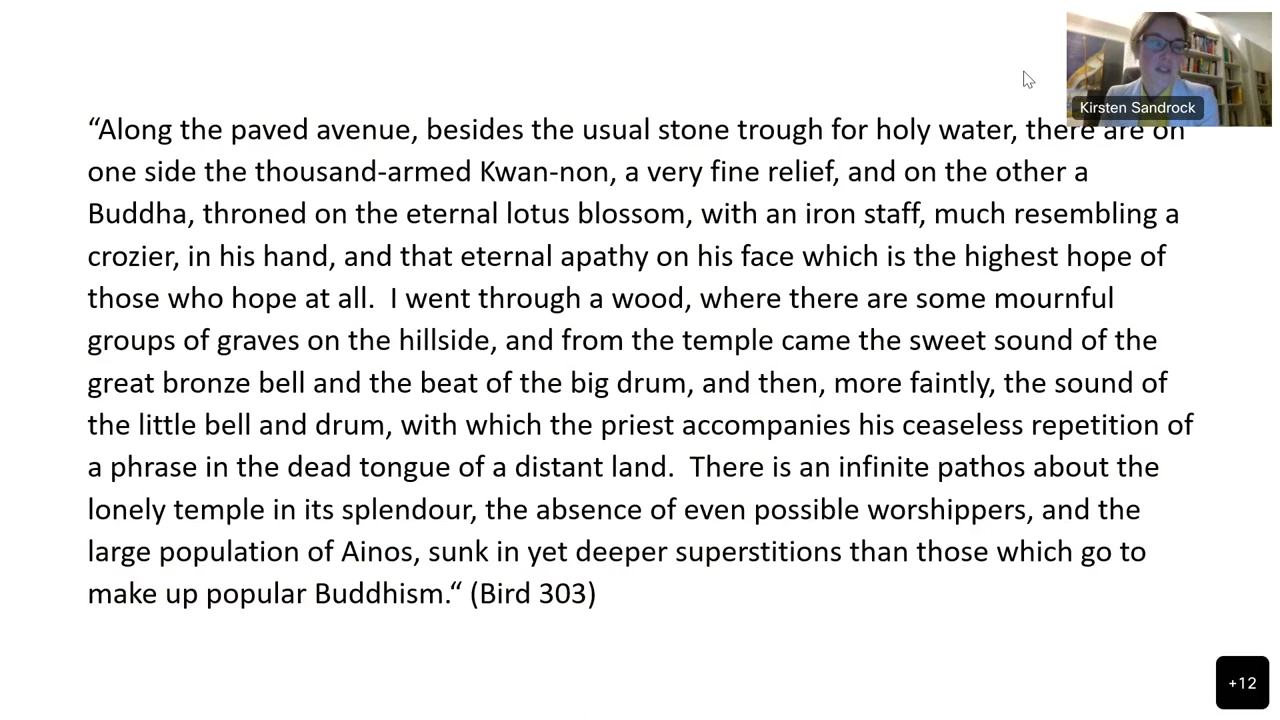 Kirsten Sandrock
“Along the paved avenue, besides the usual stone trough for holy water, there are on
one side the thousand-armed Kwan-non, a very fine relief, and on the other a
Buddha, throned on the eternal lotus blossom, with an iron staff, much resembling a
crozier, in his hand, and that eternal apathy on his face which is the highest hope of
those who hope at all.  I went through a wood, where there are some mournful
groups of graves on the hillside, and from the temple came the sweet sound of the
great bronze bell and the beat of the big drum, and then, more faintly, the sound of
the little bell and drum, with which the priest accompanies his ceaseless repetition of
a phrase in the dead tongue of a distant land.  There is an infinite pathos about the
lonely temple in its splendour, the absence of even possible worshippers, and the
large population of Ainos, sunk in yet deeper superstitions than those which go to
make up popular Buddhism.“ (Bird 303)
+12